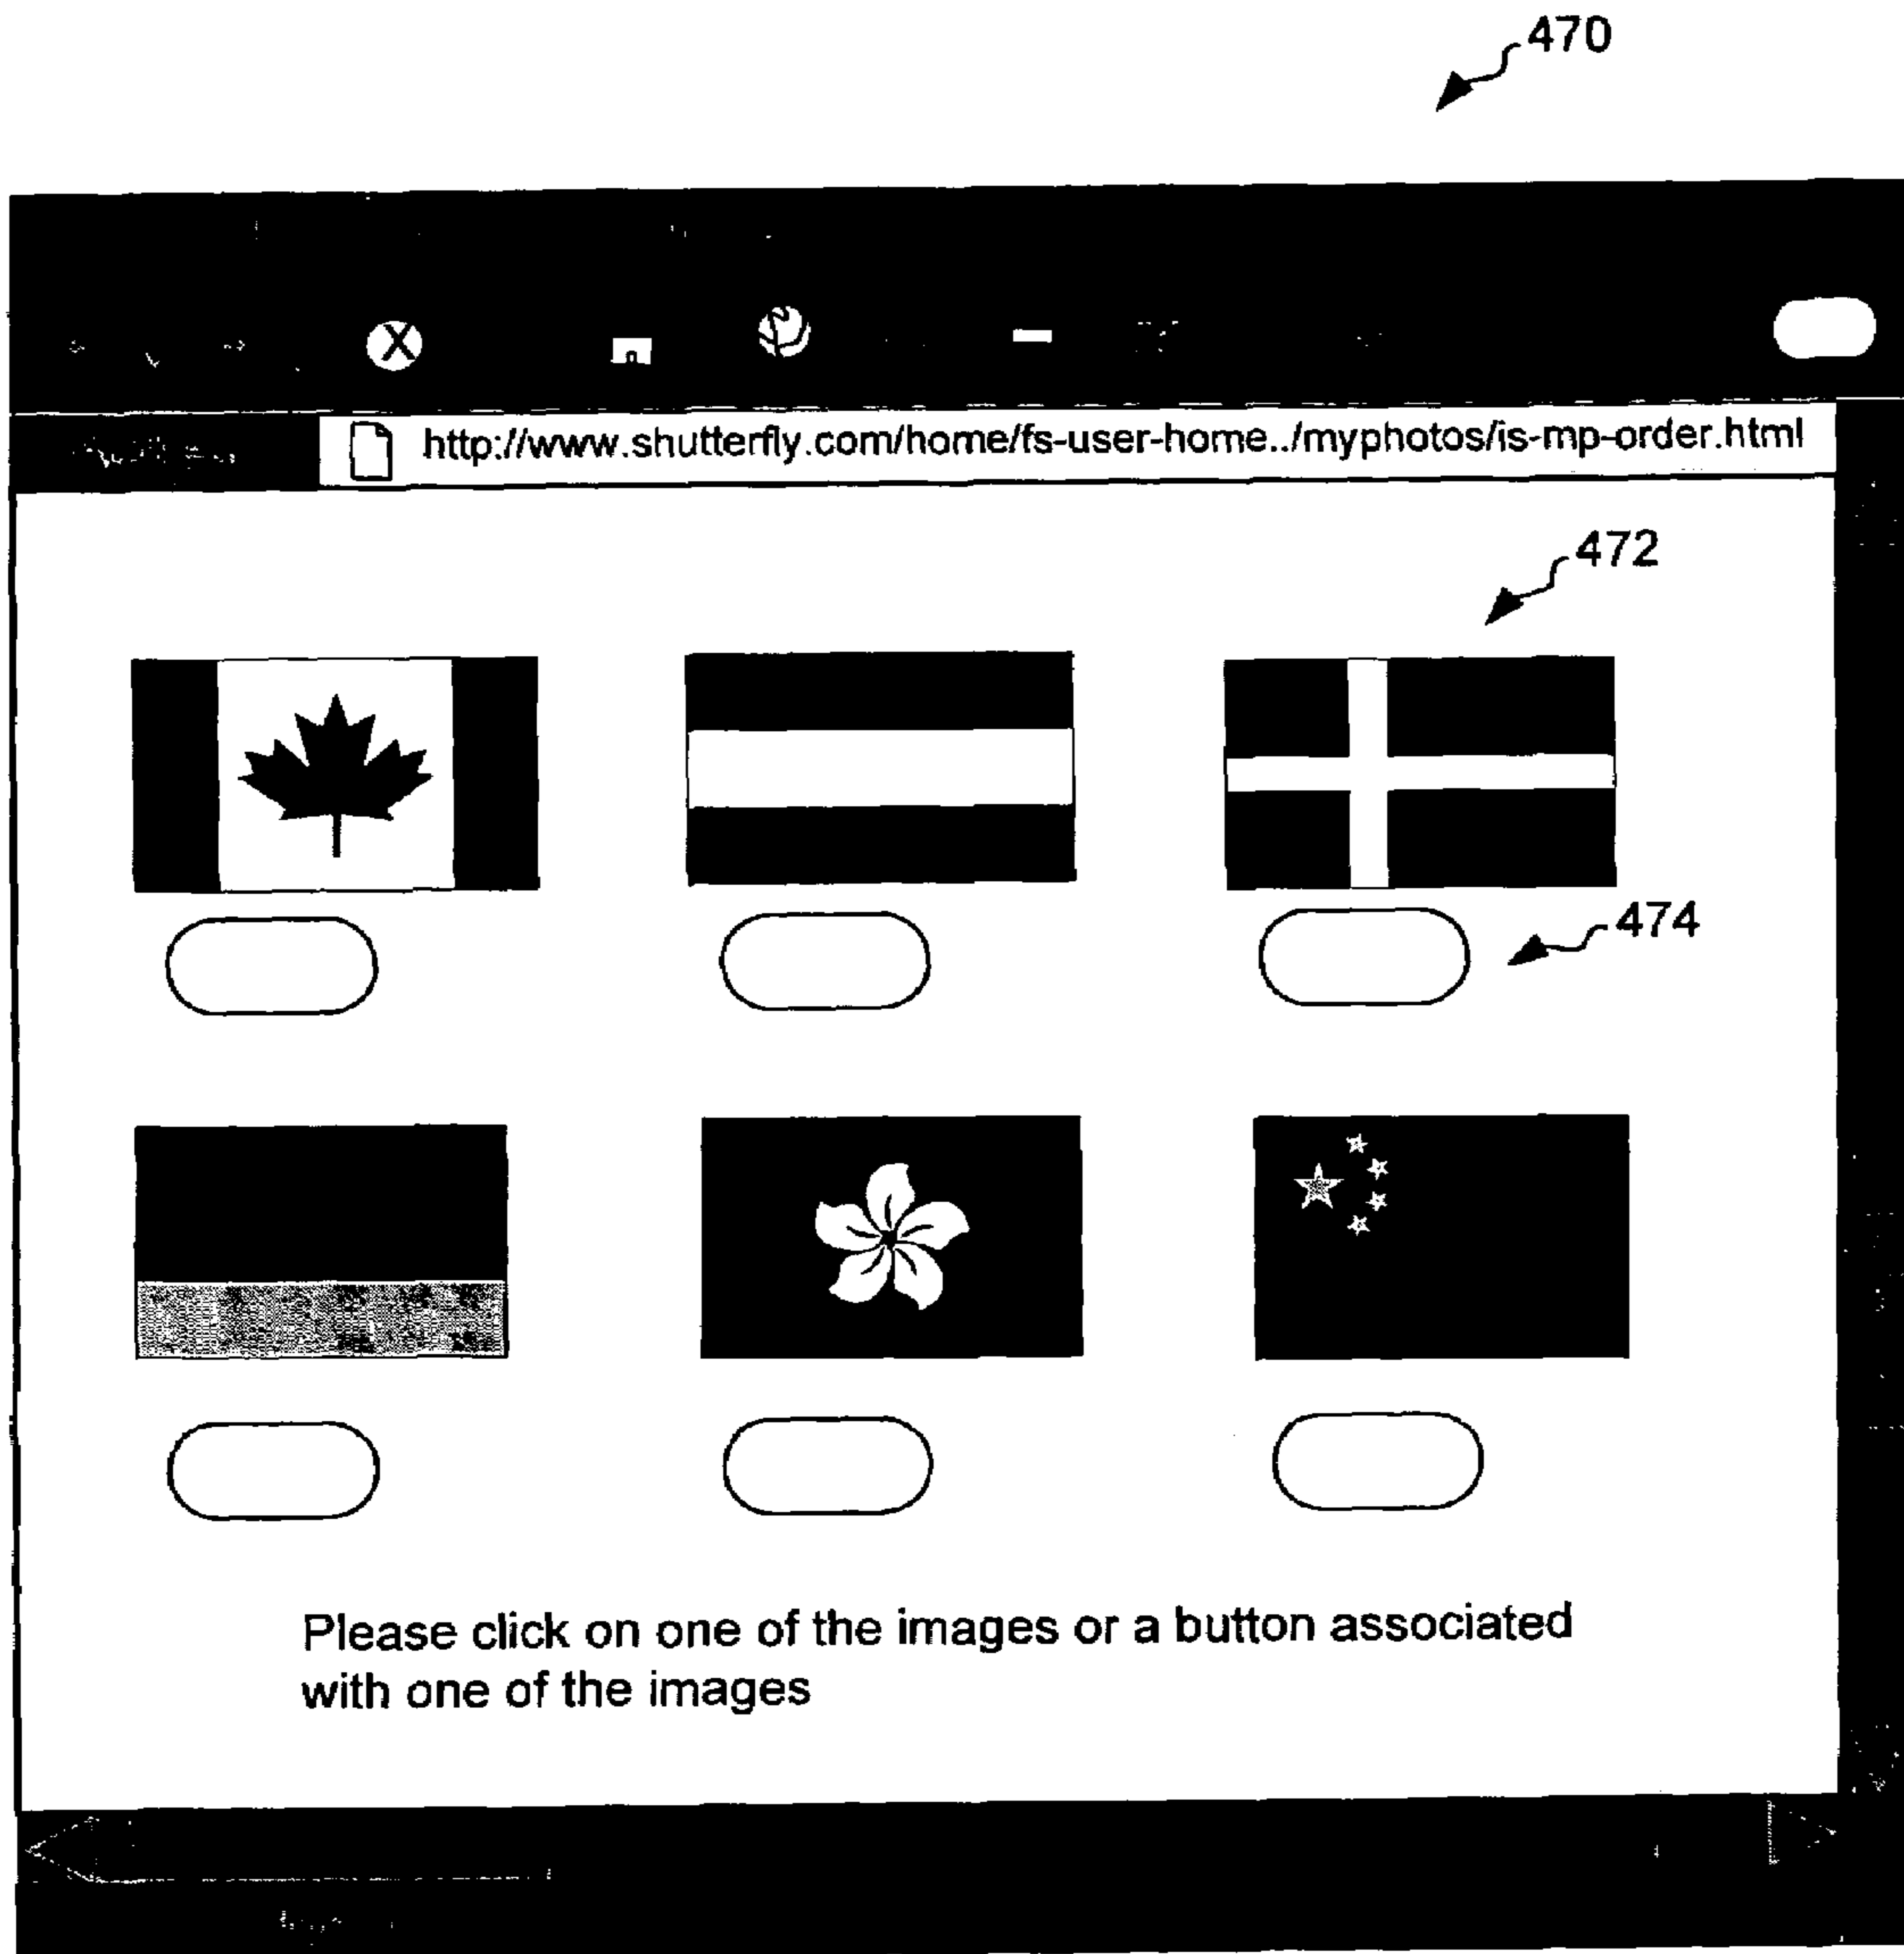 470
http://www.shutterfly.com/home/fs-user-home../myphotos/is-mp-order.html
472
474
Please click on one of the images or a button associated
with one of the images